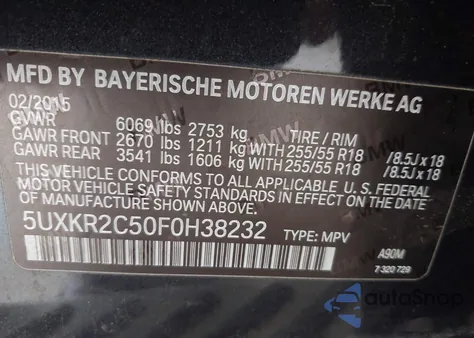 MFD BY BAYERISCHE MOTOREN WERKE AG
02/2015
GVWR 6069 lbs 2753 kg TIRE / RIM
GAWR FRONT 2670 lbs 1211 kg WITH 255/55 R18 /8.5J x 18
GAWR REAR 3541 lbs 1606 kg WITH 255/55 R18 /8.5J x 18
THIS VEHICLE CONFORMS TO ALL APPLICABLE U.S. FEDERAL
MOTOR VEHICLE SAFETY STANDARDS IN EFFECT ON THE DATE OF
MANUFACTURE SHOWN ABOVE.
5UXKR2C50F0H38232 TYPE: MPV
A90M
7 320 729
autoSnap